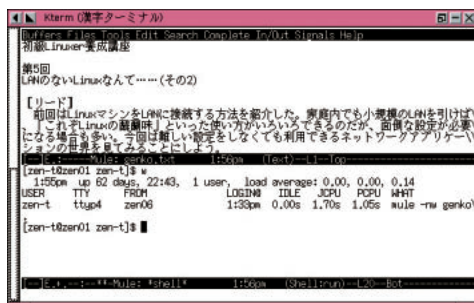 Kterm (漢字ターミナル)
Buffers Files Tools Edit Search Complete In/Out Signals Help
初級Linuxer養成講座
第5回
LANのないLinuxなんて……(その2)
【リード】
前回はLinuxマシンをLANに接続する方法を紹介した。家庭内でも小規模のLANを引けば\
「これぞLinuxの醍醐味」といった使い方がいろいろできるのだが、面倒な設定が必要\
になる場合も多い。今回は難しい設定をしなくても利用できるネットワークアプリケー\
ションの世界を見てみることにしよう。
[--]E.:-----Mule: genko.txt 1:56pm (Text)--L1--Top
[zen-t@zen01 zen-t]$ w
1:55pm up 62 days, 22:43, 1 user, load average: 0.00, 0.00, 0.14
USER TTY FROM LOGIN@ IDLE JCPU PCPU WHAT
zen-t ttyp4 zen06 1:33pm 0.00s 1.70s 1.05s mule -nw genko\
.
[zen-t@zen01 zen-t]$
[--]E.+.:--**-Mule: *shell* 1:56pm (Shell:run)--L20--Bot